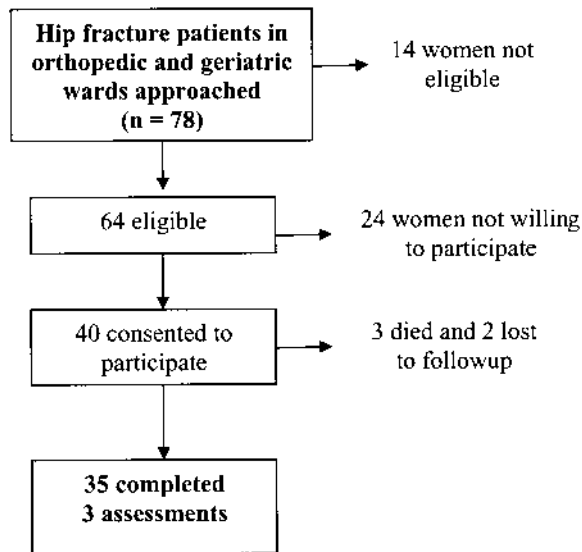 Hip fracture patients in
orthopedic and geriatric
wards approached
(n = 78)
14 women not
eligible
64 eligible
24 women not willing
to participate
40 consented to
participate
3 died and 2 lost
to followup
35 completed
3 assessments